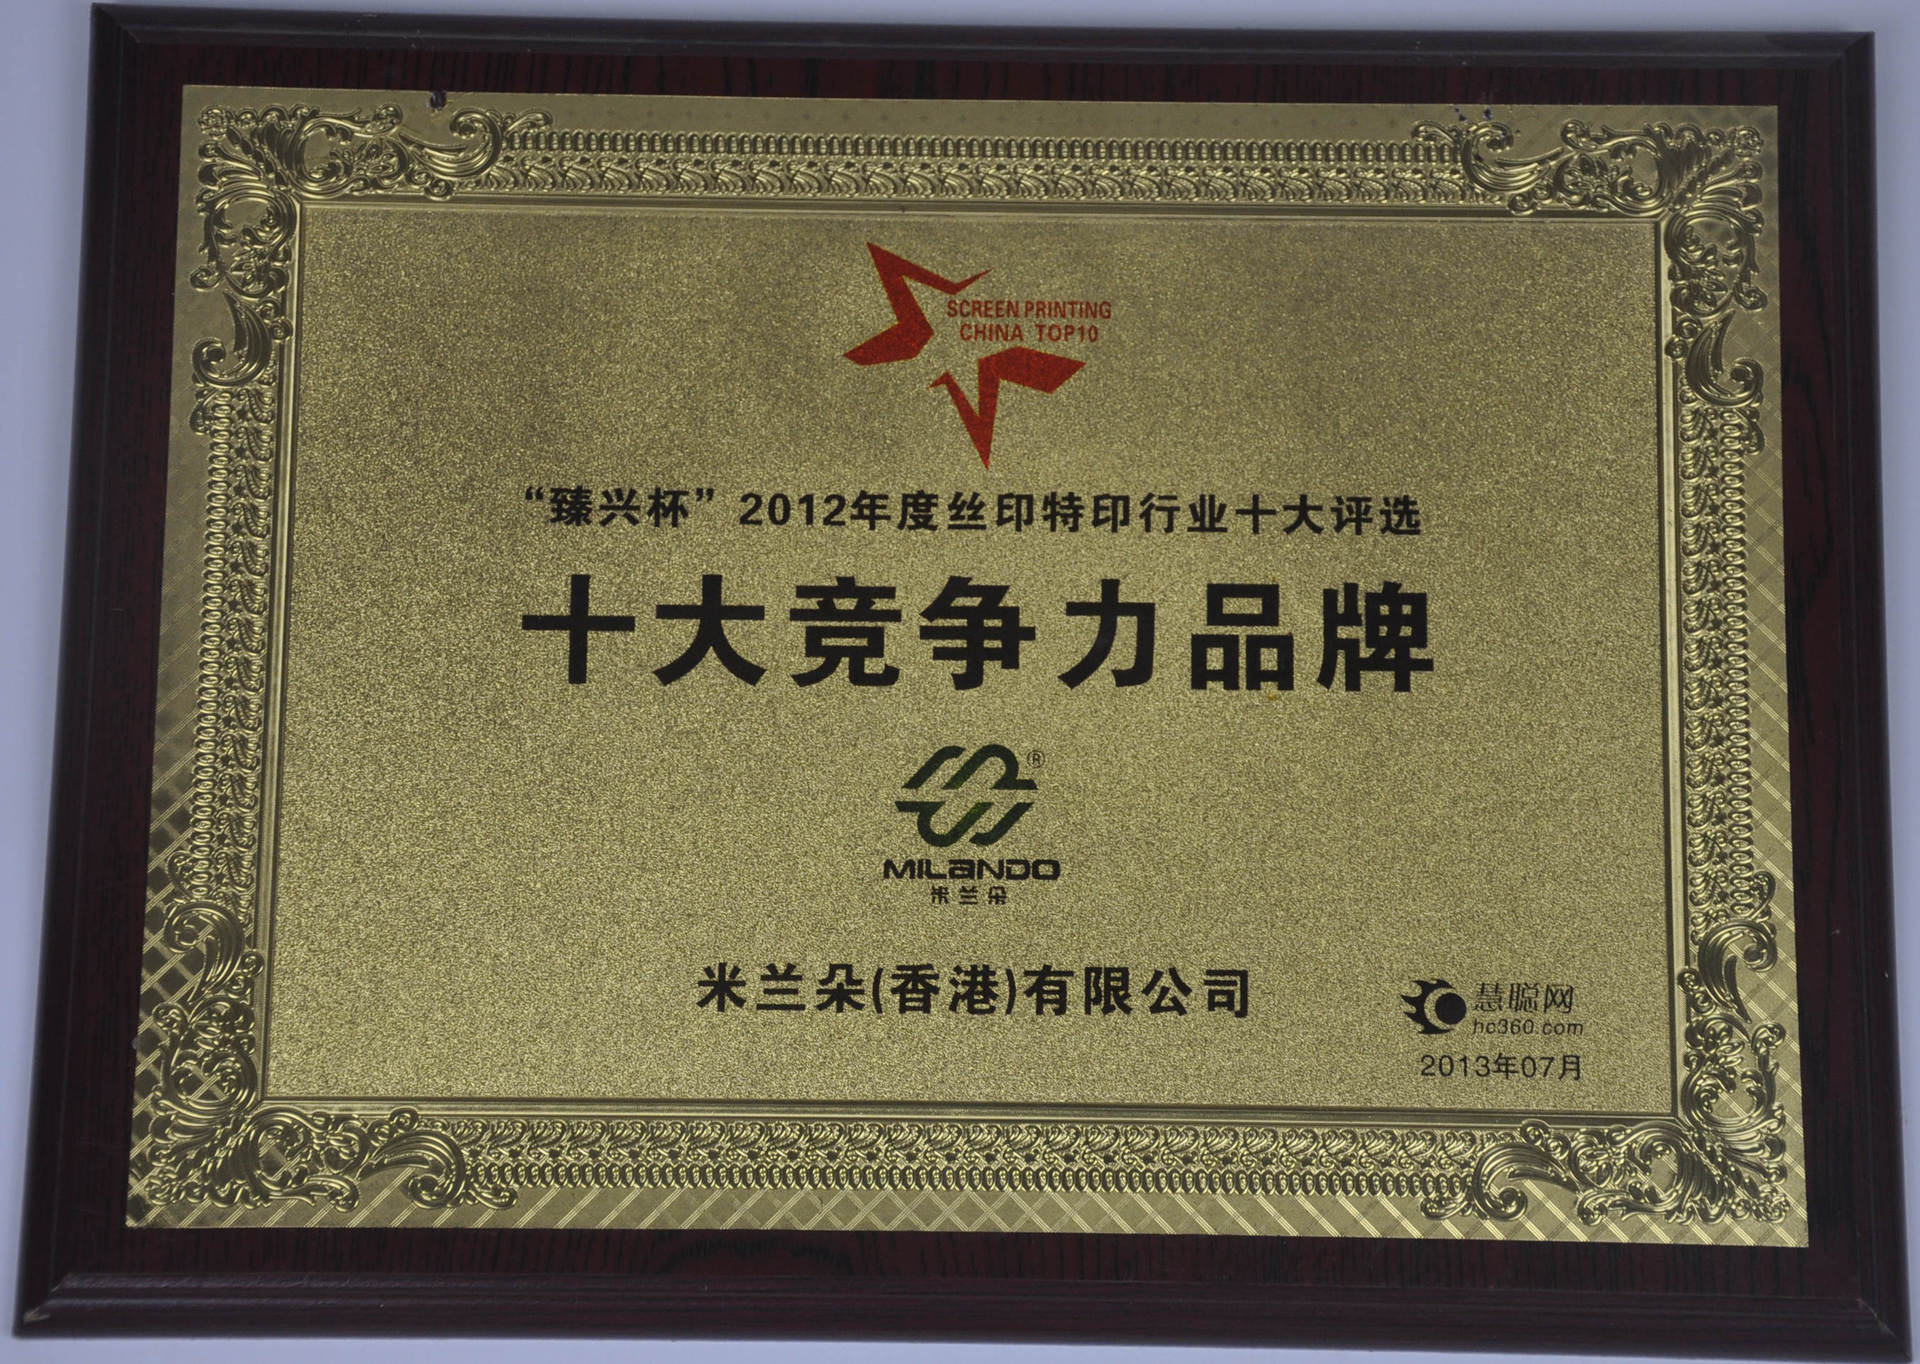 SCREEN PRINTING
CHINA TOP10
“臻兴杯”2012年度丝印特印行业十大评选
十大竞争力品牌
®
MILANDO
米兰朵
米兰朵(香港)有限公司
慧聪网
hc360.com
2013年07月